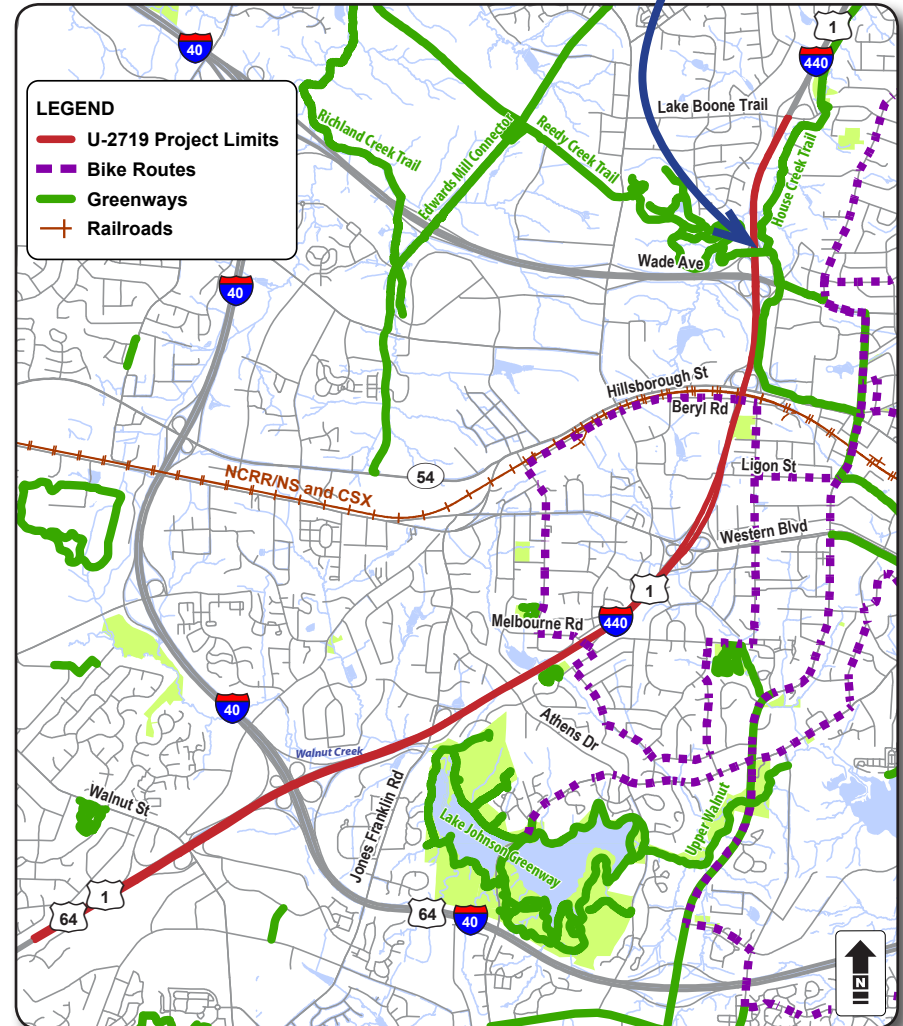 1
40
440
Lake Boone Trail
LEGEND
U-2719 Project Limits
Bike Routes
Greenways
Railroads
Richland Creek Trail
Edwards Mill Connector
Reedy Creek Trail
House Creek Trail
Wade Ave
40
Hillsborough St
Beryl Rd
54
NCRR/NS and CSX
Ligon St
Western Blvd
1
440
Melbourne Rd
40
Athens Dr
Walnut Creek
Jones Franklin Rd
Walnut St
Lake Johnson Greenway
Upper Walnut
1
64
64
40
N